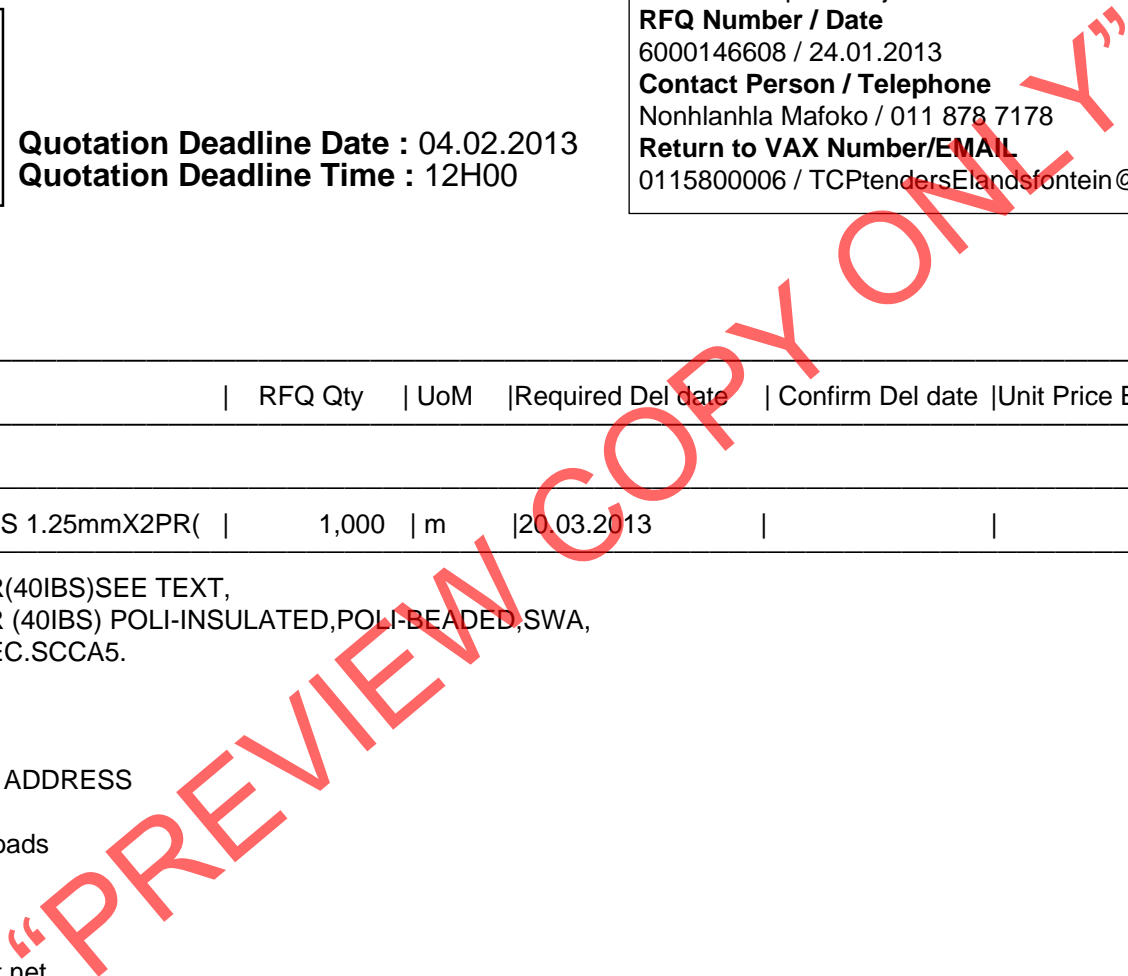 RFQ Number / Date
6000146608 / 24.01.2013
Contact Person / Telephone
Nonhlanhla Mafoko / 011 878 7178
Return to VAX Number/EMAIL
0115800006 / TCPtendersElandsfontein@
Quotation Deadline Date : 04.02.2013
Quotation Deadline Time : 12H00
| RFQ Qty | UoM |Required Del date | Confirm Del date |Unit Price E
S 1.25mmX2PR( | 1,000 | m |20.03.2013 | |
R(40IBS)SEE TEXT,
R (40IBS) POLI-INSULATED,POLI-BEADED,SWA,
EC.SCCA5.
ADDRESS
oads
t.net
“PREVIEW COPY ONLY”